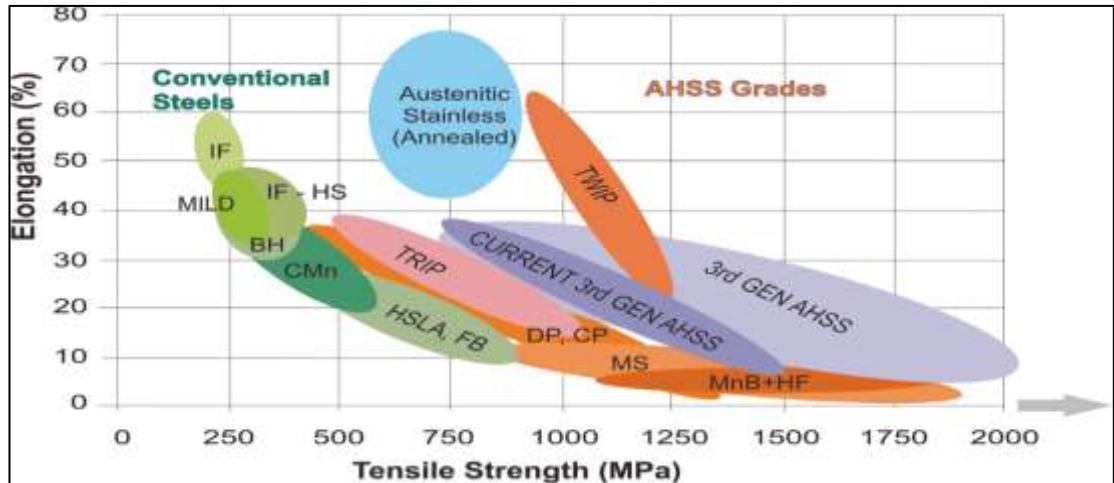 80
70
60
50
40
30
20
10
0
Elongation (%)
Conventional
Steels
AHSS Grades
Austenitic
Stainless
(Annealed)
IF
IF - HS
MILD
BH
CMn
TRIP
TWIP
CURRENT 3rd GEN AHSS
3rd GEN AHSS
HSLA, FB
DP, CP
MS
MnB+HF
0 250 500 750 1000 1250 1500 1750 2000
Tensile Strength (MPa)